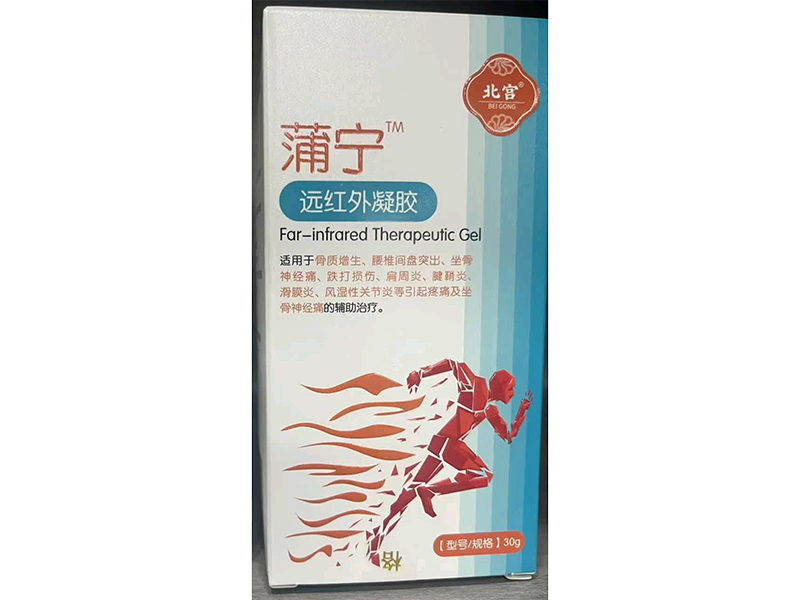 北宫®
BEI GONG
蒲宁™
远红外凝胶
Far-infrared Therapeutic Gel
适用于骨质增生、腰椎间盘突出、坐骨
神经痛、跌打损伤、肩周炎、腱鞘炎、
滑膜炎、风湿性关节炎等引起疼痛及坐
骨神经痛的辅助治疗。
【型号/规格】30g
格